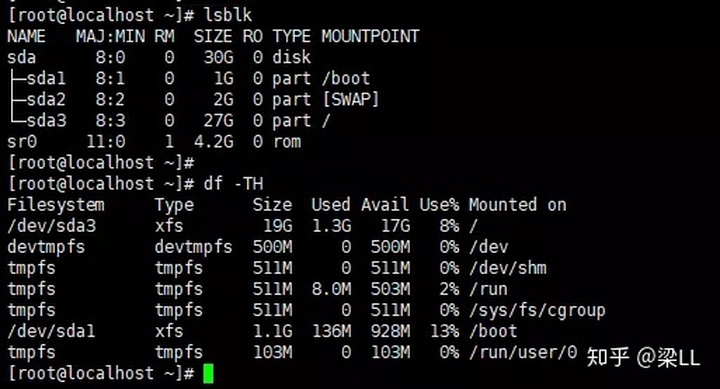 [root@localhost ~]# lsblk
NAME   MAJ:MIN RM  SIZE RO TYPE MOUNTPOINT
sda      8:0    0   30G  0 disk
├─sda1   8:1    0    1G  0 part /boot
├─sda2   8:2    0    2G  0 part [SWAP]
└─sda3   8:3    0   27G  0 part /
sr0     11:0    1  4.2G  0 rom
[root@localhost ~]#
[root@localhost ~]# df -TH
Filesystem     Type      Size  Used Avail Use% Mounted on
/dev/sda3      xfs        19G  1.3G   17G   8% /
devtmpfs       devtmpfs  500M     0  500M   0% /dev
tmpfs          tmpfs     511M     0  511M   0% /dev/shm
tmpfs          tmpfs     511M  8.0M  503M   2% /run
tmpfs          tmpfs     511M     0  511M   0% /sys/fs/cgroup
/dev/sda1      xfs       1.1G  136M  928M  13% /boot
tmpfs          tmpfs     103M     0  103M   0% /run/user/0
[root@localhost ~]#
知乎 @梁LL